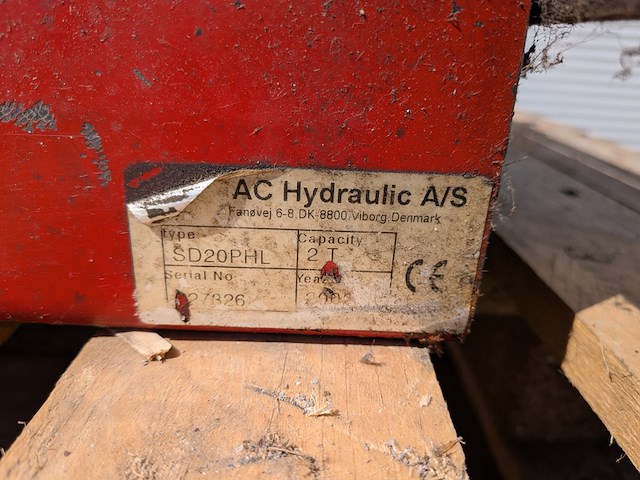 AC Hydraulic A/S
Fanøvej 6-8.DK-8800.Viborg.Denmark
Type Capacity
SD20PHL 2 T
Serial No Year
CE